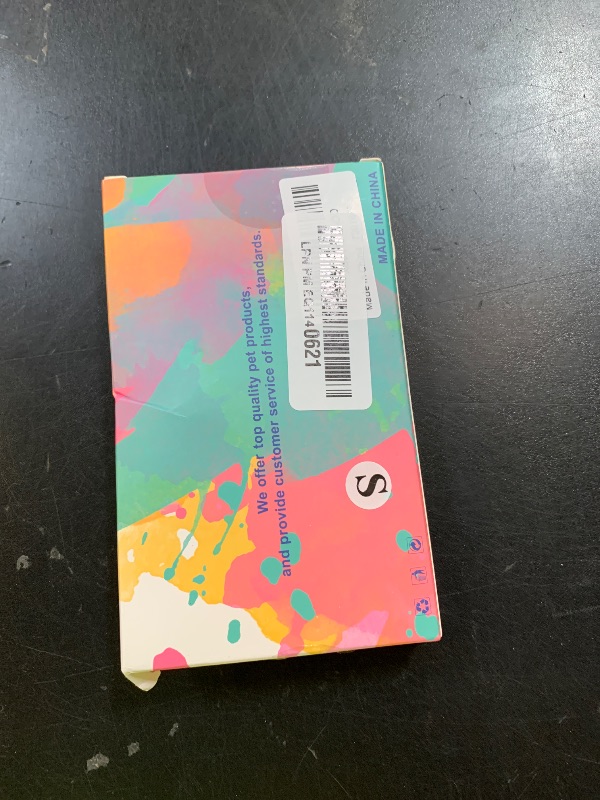 We offer top quality pet products,
and provide customer service of highest standards.
MADE IN CHINA
0621
S